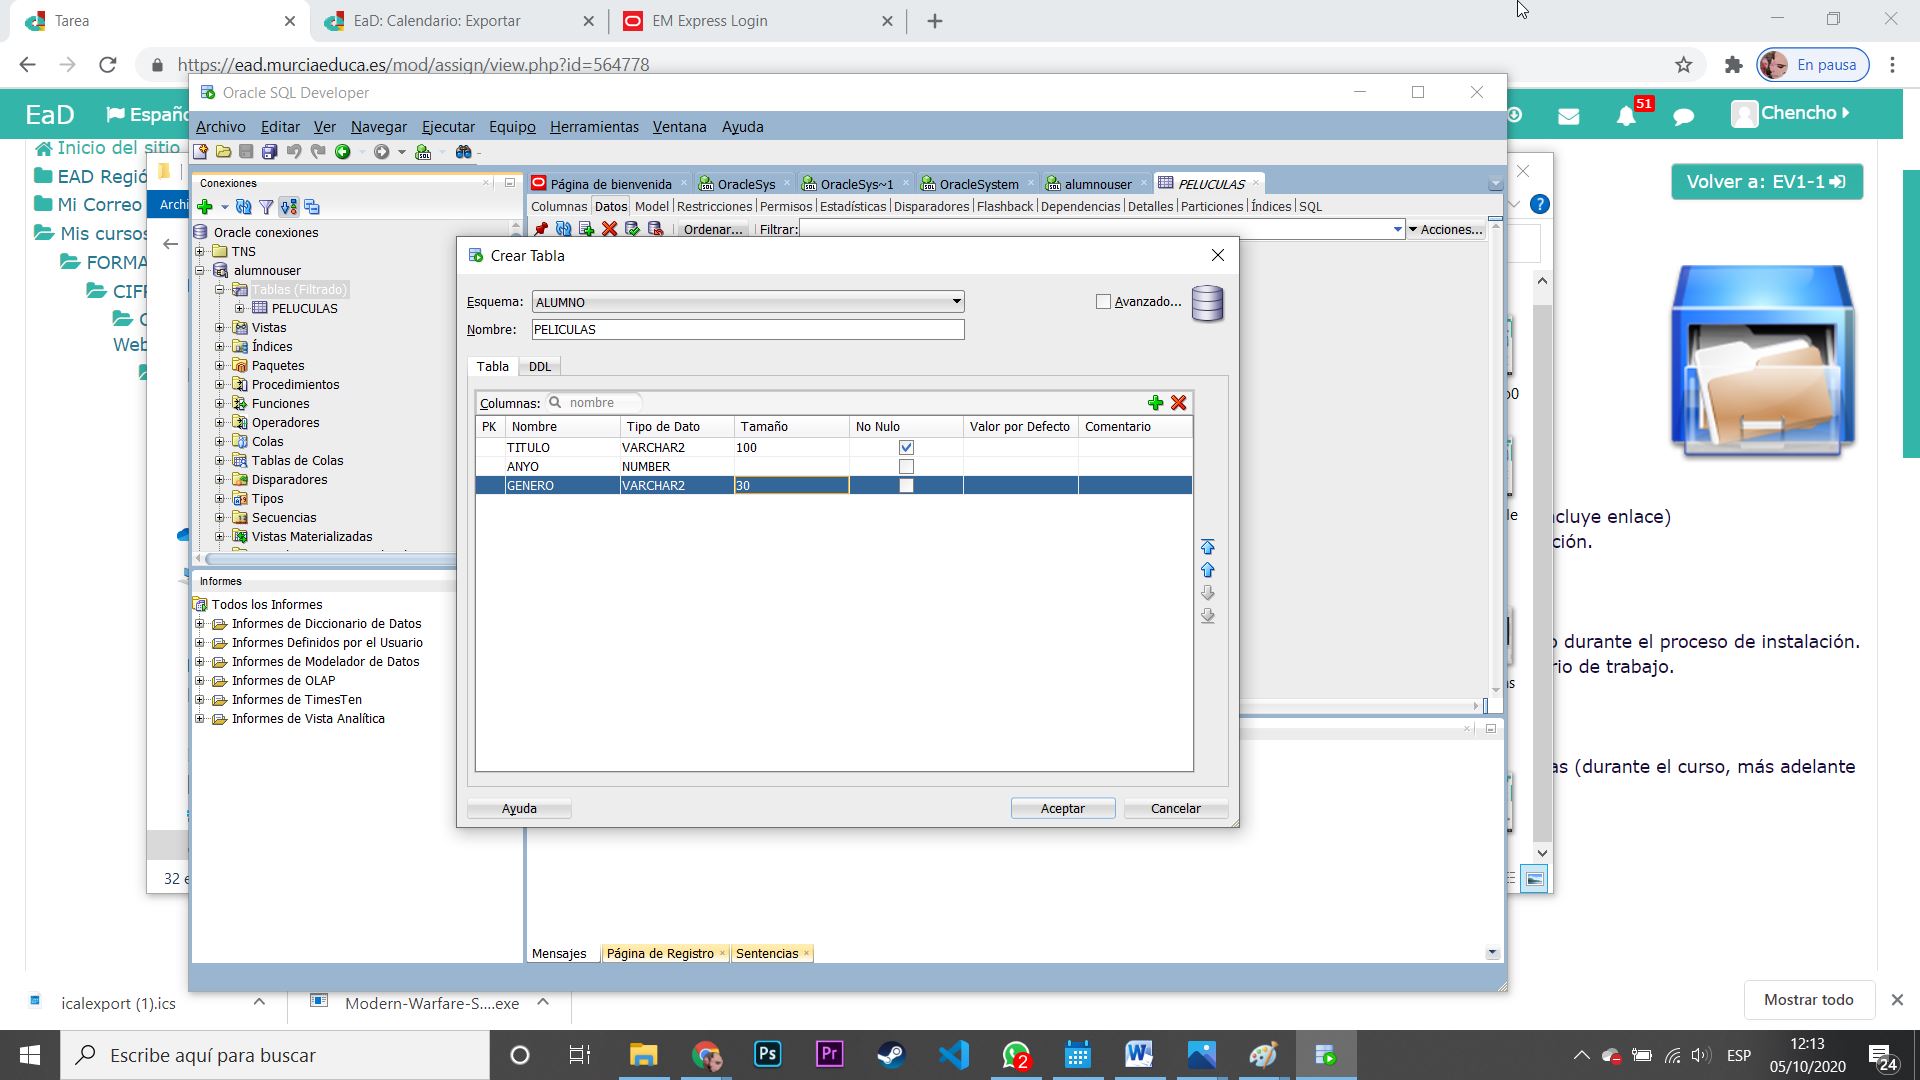 Tarea
EaD: Calendario: Exportar
EM Express Login
https://ead.murciaeduca.es/mod/assign/view.php?id=564778
En pausa
EaD
Españo
51
Chencho
Inicio del sitio
EAD Regió
Mi Correo
Mis cursos
FORMA
CIF
Web
Archi
32 e
Volver a: EV1-1
Oracle SQL Developer
Archivo Editar Ver Navegar Ejecutar Equipo Herramientas Ventana Ayuda
Conexiones
Oracle conexiones
TNS
alumnouser
Tablas (Filtrado)
PELUCULAS
Vistas
Índices
Paquetes
Procedimientos
Funciones
Operadores
Colas
Tablas de Colas
Disparadores
Tipos
Secuencias
Vistas Materializadas
Informes
Todos los Informes
Informes de Diccionario de Datos
Informes Definidos por el Usuario
Informes de Modelador de Datos
Informes de OLAP
Informes de TimesTen
Informes de Vista Analítica
Página de bienvenida OracleSys OracleSys~1 OracleSystem alumnouser PELUCULAS
Columnas Datos Model Restricciones Permisos Estadísticas Disparadores Flashback Dependencias Detalles Particiones Índices SQL
Ordenar... Filtrar: Acciones...
Crear Tabla
Esquema: ALUMNO Avanzado...
Nombre: PELICULAS
Tabla DDL
Columnas: nombre
PK Nombre Tipo de Dato Tamaño No Nulo Valor por Defecto Comentario
TITULO VARCHAR2 100
ANYO NUMBER
GENERO VARCHAR2 30
Ayuda Aceptar Cancelar
Mensajes Página de Registro Sentencias
ncluye enlace)
ción.
o durante el proceso de instalación.
rio de trabajo.
as (durante el curso, más adelante
icalexport (1).ics
Modern-Warfare-S....exe
Mostrar todo
Escribe aquí para buscar
2
ESP
12:13
05/10/2020
24